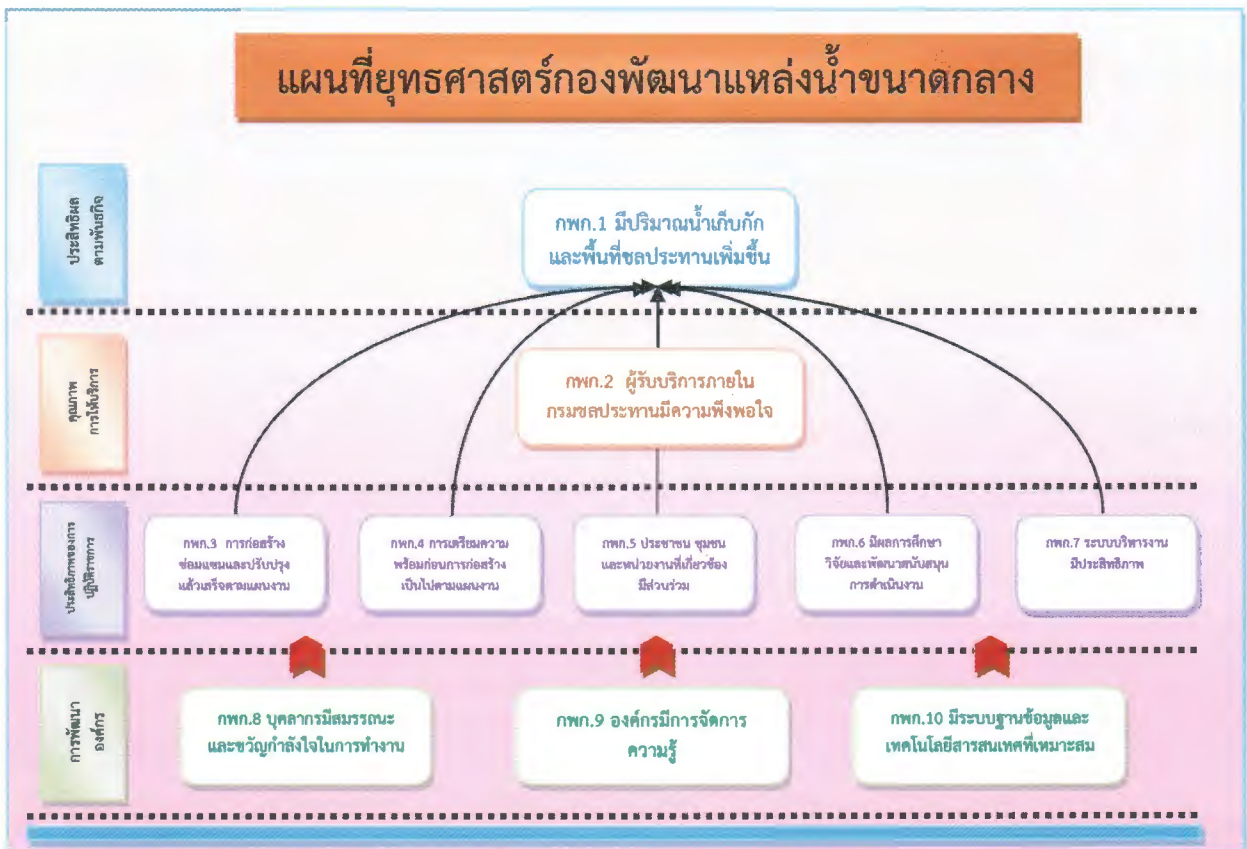 แผนที่ยุทธศาสตร์กองพัฒนาแหล่งน้ำขนาดกลาง
ประสิทธิผล
ตามพันธกิจ
กพก.1 มีปริมาณน้ำเก็บกัก
และพื้นที่ชลประทานเพิ่มขึ้น
คุณภาพ
การให้บริการ
กพก.2 ผู้รับบริการภายใน
กรมชลประทานมีความพึงพอใจ
ประสิทธิภาพของการ
ปฏิบัติราชการ
กพก.3 การก่อสร้าง
ซ่อมแซมและปรับปรุง
แล้วเสร็จตามแผนงาน
กพก.4 การเตรียมความ
พร้อมก่อนการก่อสร้าง
เป็นไปตามแผนงาน
กพก.5 ประชาชน ชุมชน
และหน่วยงานที่เกี่ยวข้อง
มีส่วนร่วม
กพก.6 มีผลการศึกษา
วิจัยและพัฒนาสนับสนุน
การดำเนินงาน
กพก.7 ระบบบริหารงาน
มีประสิทธิภาพ
การพัฒนา
องค์กร
กพก.8 บุคลากรมีสมรรถนะ
และขวัญกำลังใจในการทำงาน
กพก.9 องค์กรมีการจัดการ
ความรู้
กพก.10 มีระบบฐานข้อมูลและ
เทคโนโลยีสารสนเทศที่เหมาะสม